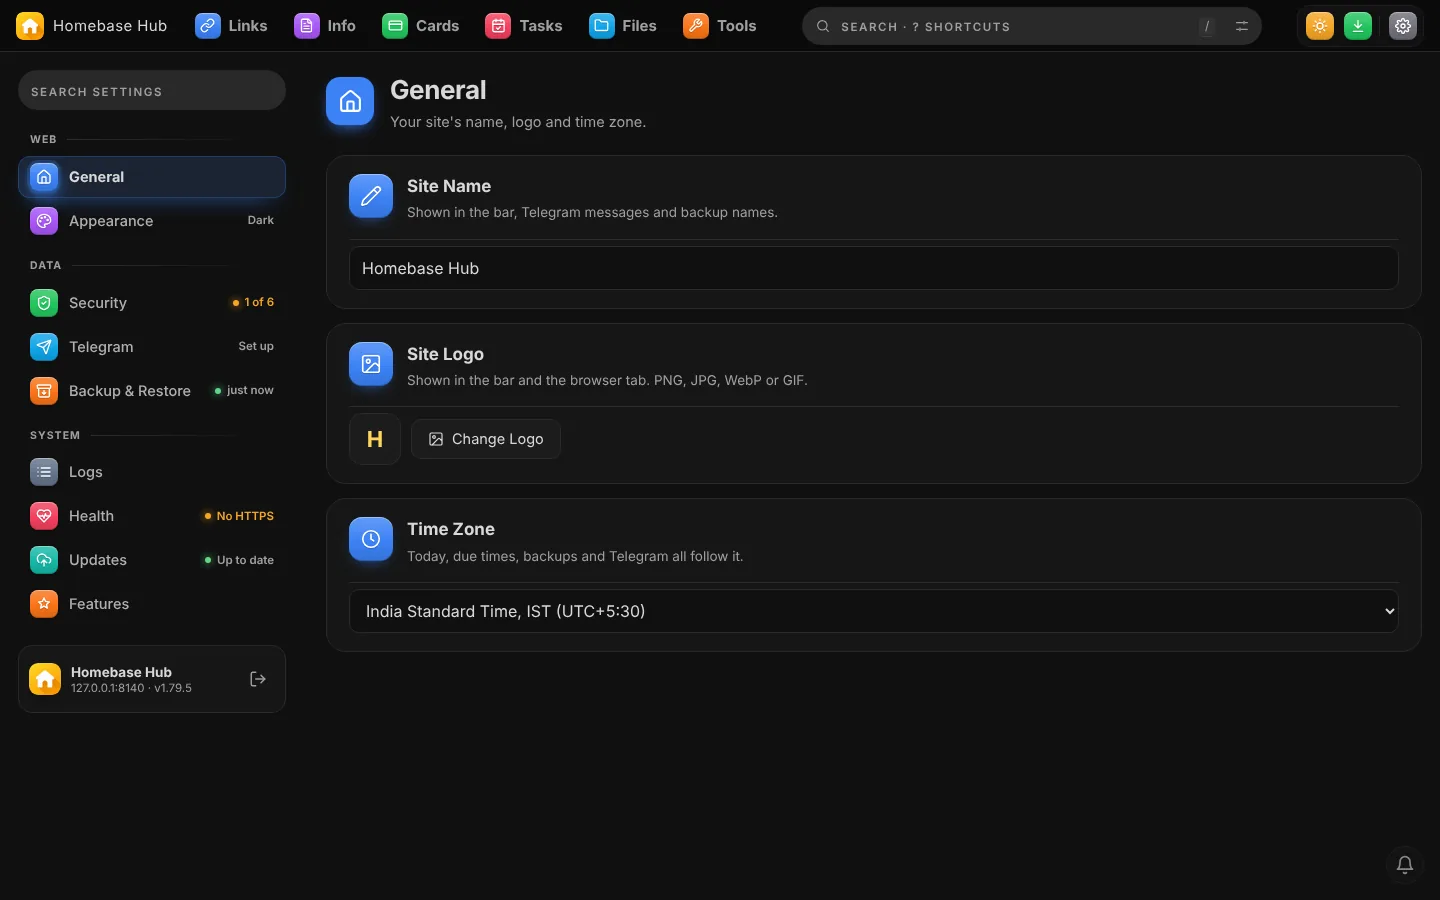 Homebase Hub
Links
Info
Cards
Tasks
Files
Tools
SEARCH · ? SHORTCUTS
/
SEARCH SETTINGS
WEB
General
Appearance
Dark
DATA
Security
1 of 6
Telegram
Set up
Backup & Restore
just now
SYSTEM
Logs
Health
No HTTPS
Updates
Up to date
Features
Homebase Hub
127.0.0.1:8140 · v1.79.5
General
Your site's name, logo and time zone.
Site Name
Shown in the bar, Telegram messages and backup names.
Homebase Hub
Site Logo
Shown in the bar and the browser tab. PNG, JPG, WebP or GIF.
H
Change Logo
Time Zone
Today, due times, backups and Telegram all follow it.
India Standard Time, IST (UTC+5:30)